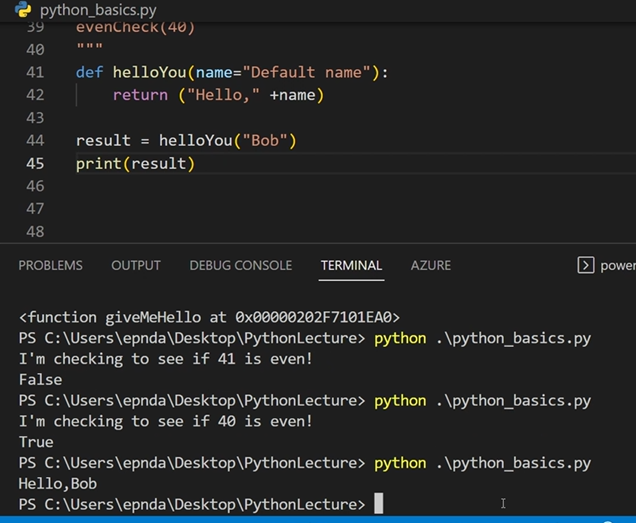 python_basics.py
39 evenCheck(40)
40 """
41 def helloYou(name="Default name"):
42     return ("Hello," +name)
43
44 result = helloYou("Bob")
45 print(result)
46
47
48
PROBLEMS OUTPUT DEBUG CONSOLE TERMINAL AZURE power
<function giveMeHello at 0x00000202F7101EA0>
PS C:\Users\epnda\Desktop\PythonLecture> python .\python_basics.py
I'm checking to see if 41 is even!
False
PS C:\Users\epnda\Desktop\PythonLecture> python .\python_basics.py
I'm checking to see if 40 is even!
True
PS C:\Users\epnda\Desktop\PythonLecture> python .\python_basics.py
Hello,Bob
PS C:\Users\epnda\Desktop\PythonLecture>